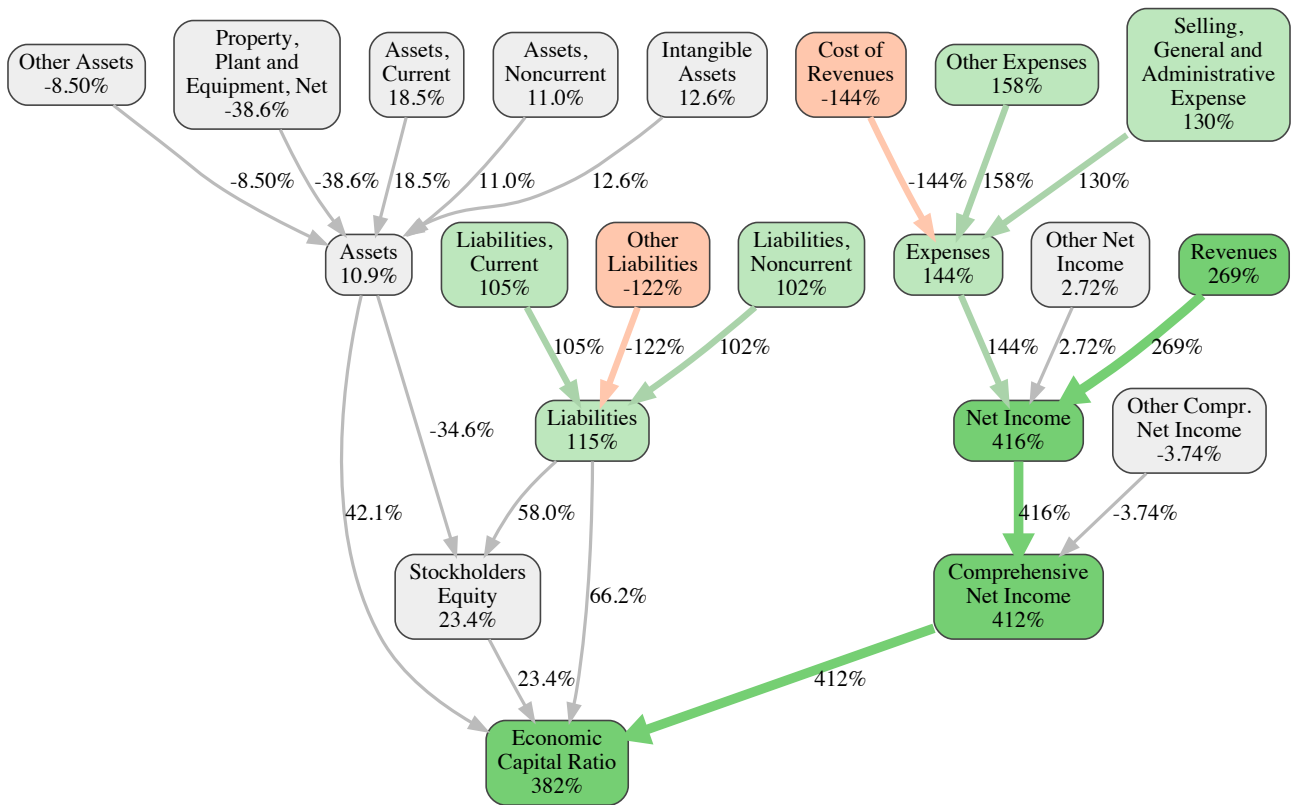 Other Assets
-8.50%
Property,
Plant and
Equipment, Net
-38.6%
Assets,
Current
18.5%
Assets,
Noncurrent
11.0%
Intangible
Assets
12.6%
Cost of
Revenues
-144%
Other Expenses
158%
Selling,
General and
Administrative
Expense
130%
-8.50%
-38.6%
18.5%
11.0%
12.6%
-144%
158%
130%
Assets
10.9%
Liabilities,
Current
105%
Other
Liabilities
-122%
Liabilities,
Noncurrent
102%
Expenses
144%
Other Net
Income
2.72%
Revenues
269%
105%
-122%
102%
144%
2.72%
269%
-34.6%
Liabilities
115%
Net Income
416%
Other Compr.
Net Income
-3.74%
42.1%
58.0%
416%
-3.74%
Stockholders
Equity
23.4%
66.2%
Comprehensive
Net Income
412%
23.4%
412%
Economic
Capital Ratio
382%